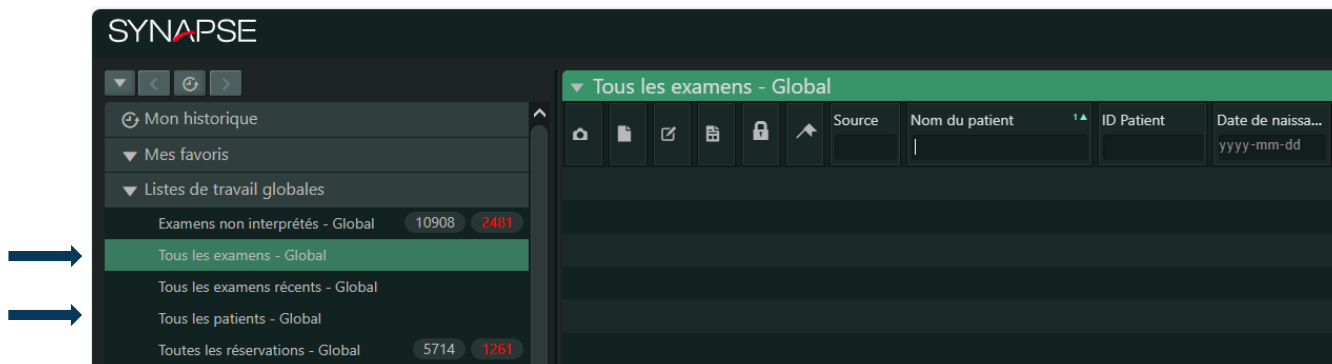 SYNAPSE
Mon historique
Mes favoris
Listes de travail globales
Examens non interprétés - Global 10908 2481
Tous les examens - Global
Tous les examens récents - Global
Tous les patients - Global
Toutes les réservations - Global 5714 1261
Tous les examens - Global
Source Nom du patient 1▲ ID Patient Date de naissa...
yyyy-mm-dd